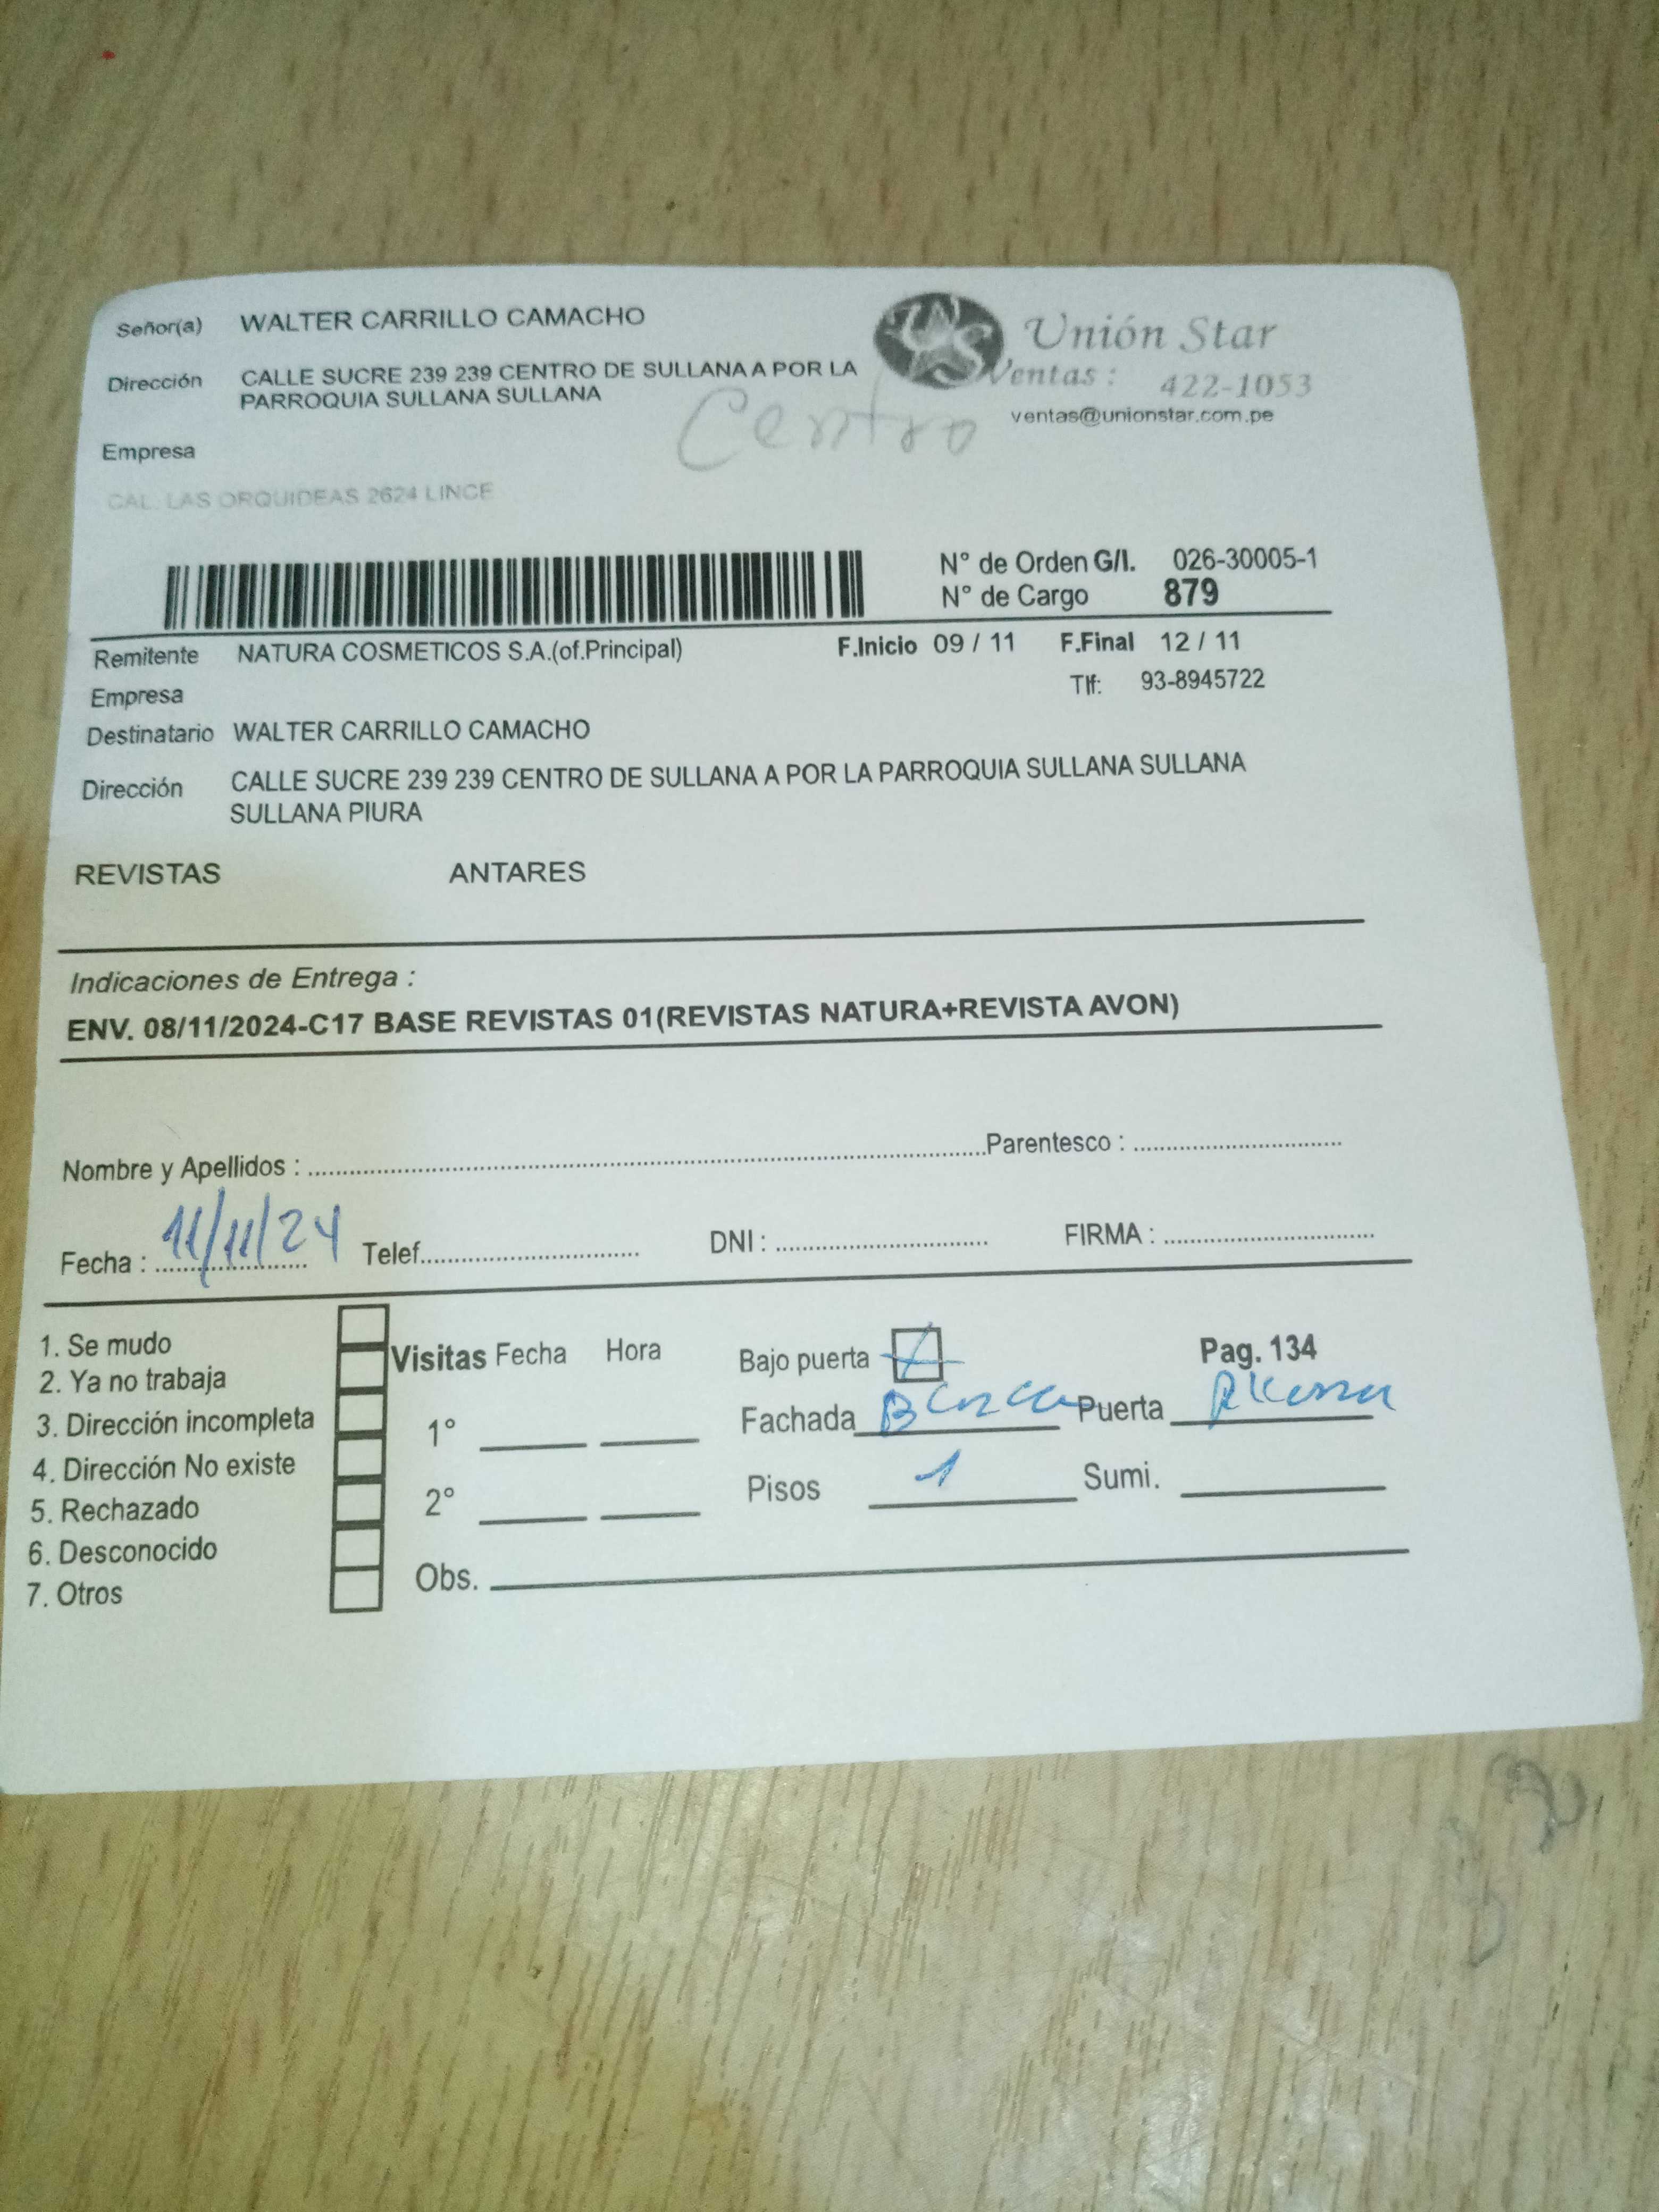 Señor(a) WALTER CARRILLO CAMACHO
Unión Star
Dirección CALLE SUCRE 239 239 CENTRO DE SULLANA A POR LA
PARROQUIA SULLANA SULLANA
Ventas : 422-1053
ventas@unionstar.com.pe
Centro
Empresa
CAL. LAS ORQUIDEAS 2624 LINCE
N° de Orden G/I. 026-30005-1
N° de Cargo 879
Remitente NATURA COSMETICOS S.A.(of.Principal) F.Inicio 09 / 11 F.Final 12 / 11
Empresa Tlf: 93-8945722
Destinatario WALTER CARRILLO CAMACHO
Dirección CALLE SUCRE 239 239 CENTRO DE SULLANA A POR LA PARROQUIA SULLANA SULLANA
SULLANA PIURA
REVISTAS ANTARES
Indicaciones de Entrega :
ENV. 08/11/2024-C17 BASE REVISTAS 01(REVISTAS NATURA+REVISTA AVON)
Nombre y Apellidos : Parentesco :
Fecha : 11/11/24 Telef. DNI : FIRMA :
1. Se mudo
2. Ya no trabaja
3. Dirección incompleta
4. Dirección No existe
5. Rechazado
6. Desconocido
7. Otros
Visitas Fecha Hora
1°
2°
Obs.
Bajo puerta
Pag. 134
Fachada Puerta
Pisos 1 Sumi.